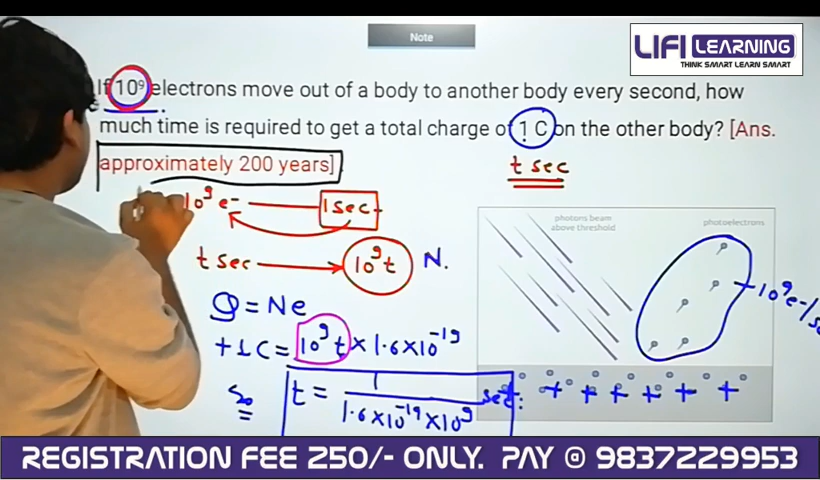 Note
LIFI LEARNING
THINK SMART LEARN SMART
If 10⁹ electrons move out of a body to another body every second, how
much time is required to get a total charge of 1 C on the other body? [Ans.
approximately 200 years]
t sec
10⁹ e- 1 sec
t sec 10⁹t N.
photons beam
above threshold
photoelectrons
10⁹e-/se
Q = Ne
+1C = 10⁹t × 1.6×10⁻¹⁹
So t = 1 / 1.6×10⁻¹⁹×10⁹ sec.
+ + + + + +
REGISTRATION FEE 250/- ONLY. PAY @ 9837229953